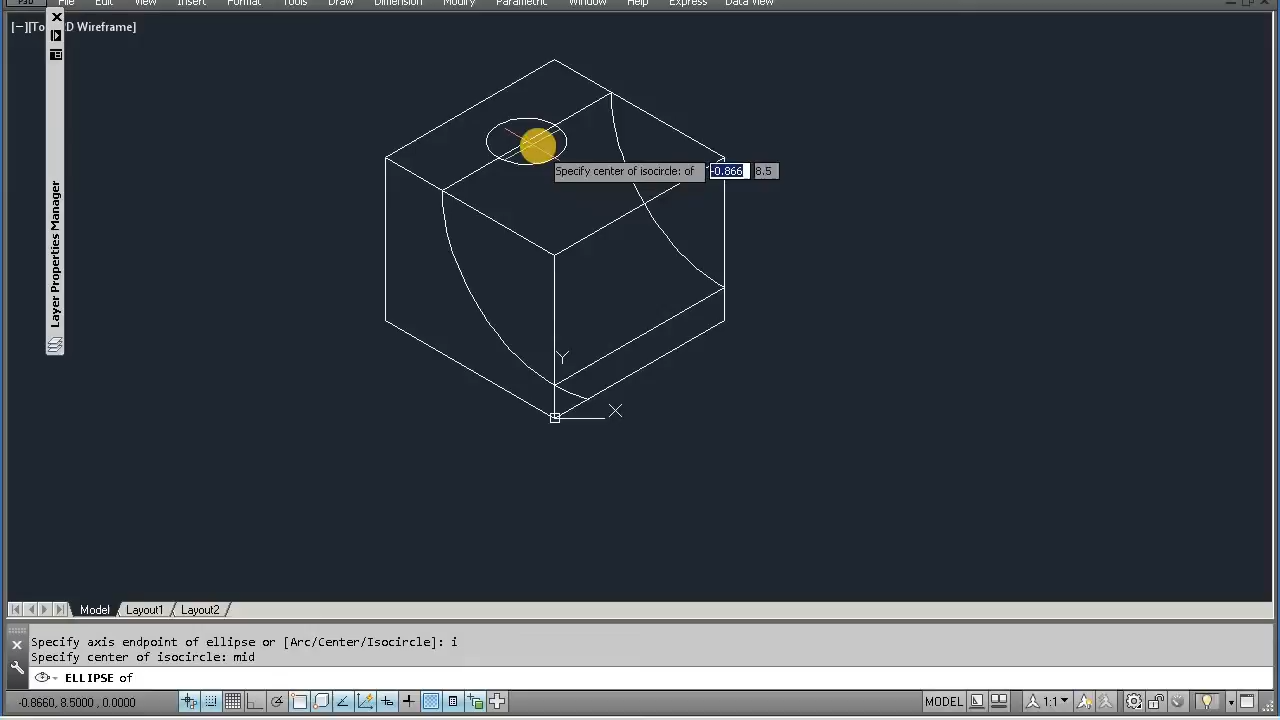 File Edit View Insert Format Tools Draw Dimension Modify Parametric Window Help Express Data View
[−][To D Wireframe]
Layer Properties Manager
Specify center of isocircle: of -0.866 8.5
Y
X
Model Layout1 Layout2
Specify axis endpoint of ellipse or [Arc/Center/Isocircle]: i
Specify center of isocircle: mid
ELLIPSE of
-0.8660, 8.5000 , 0.0000 MODEL 1:1